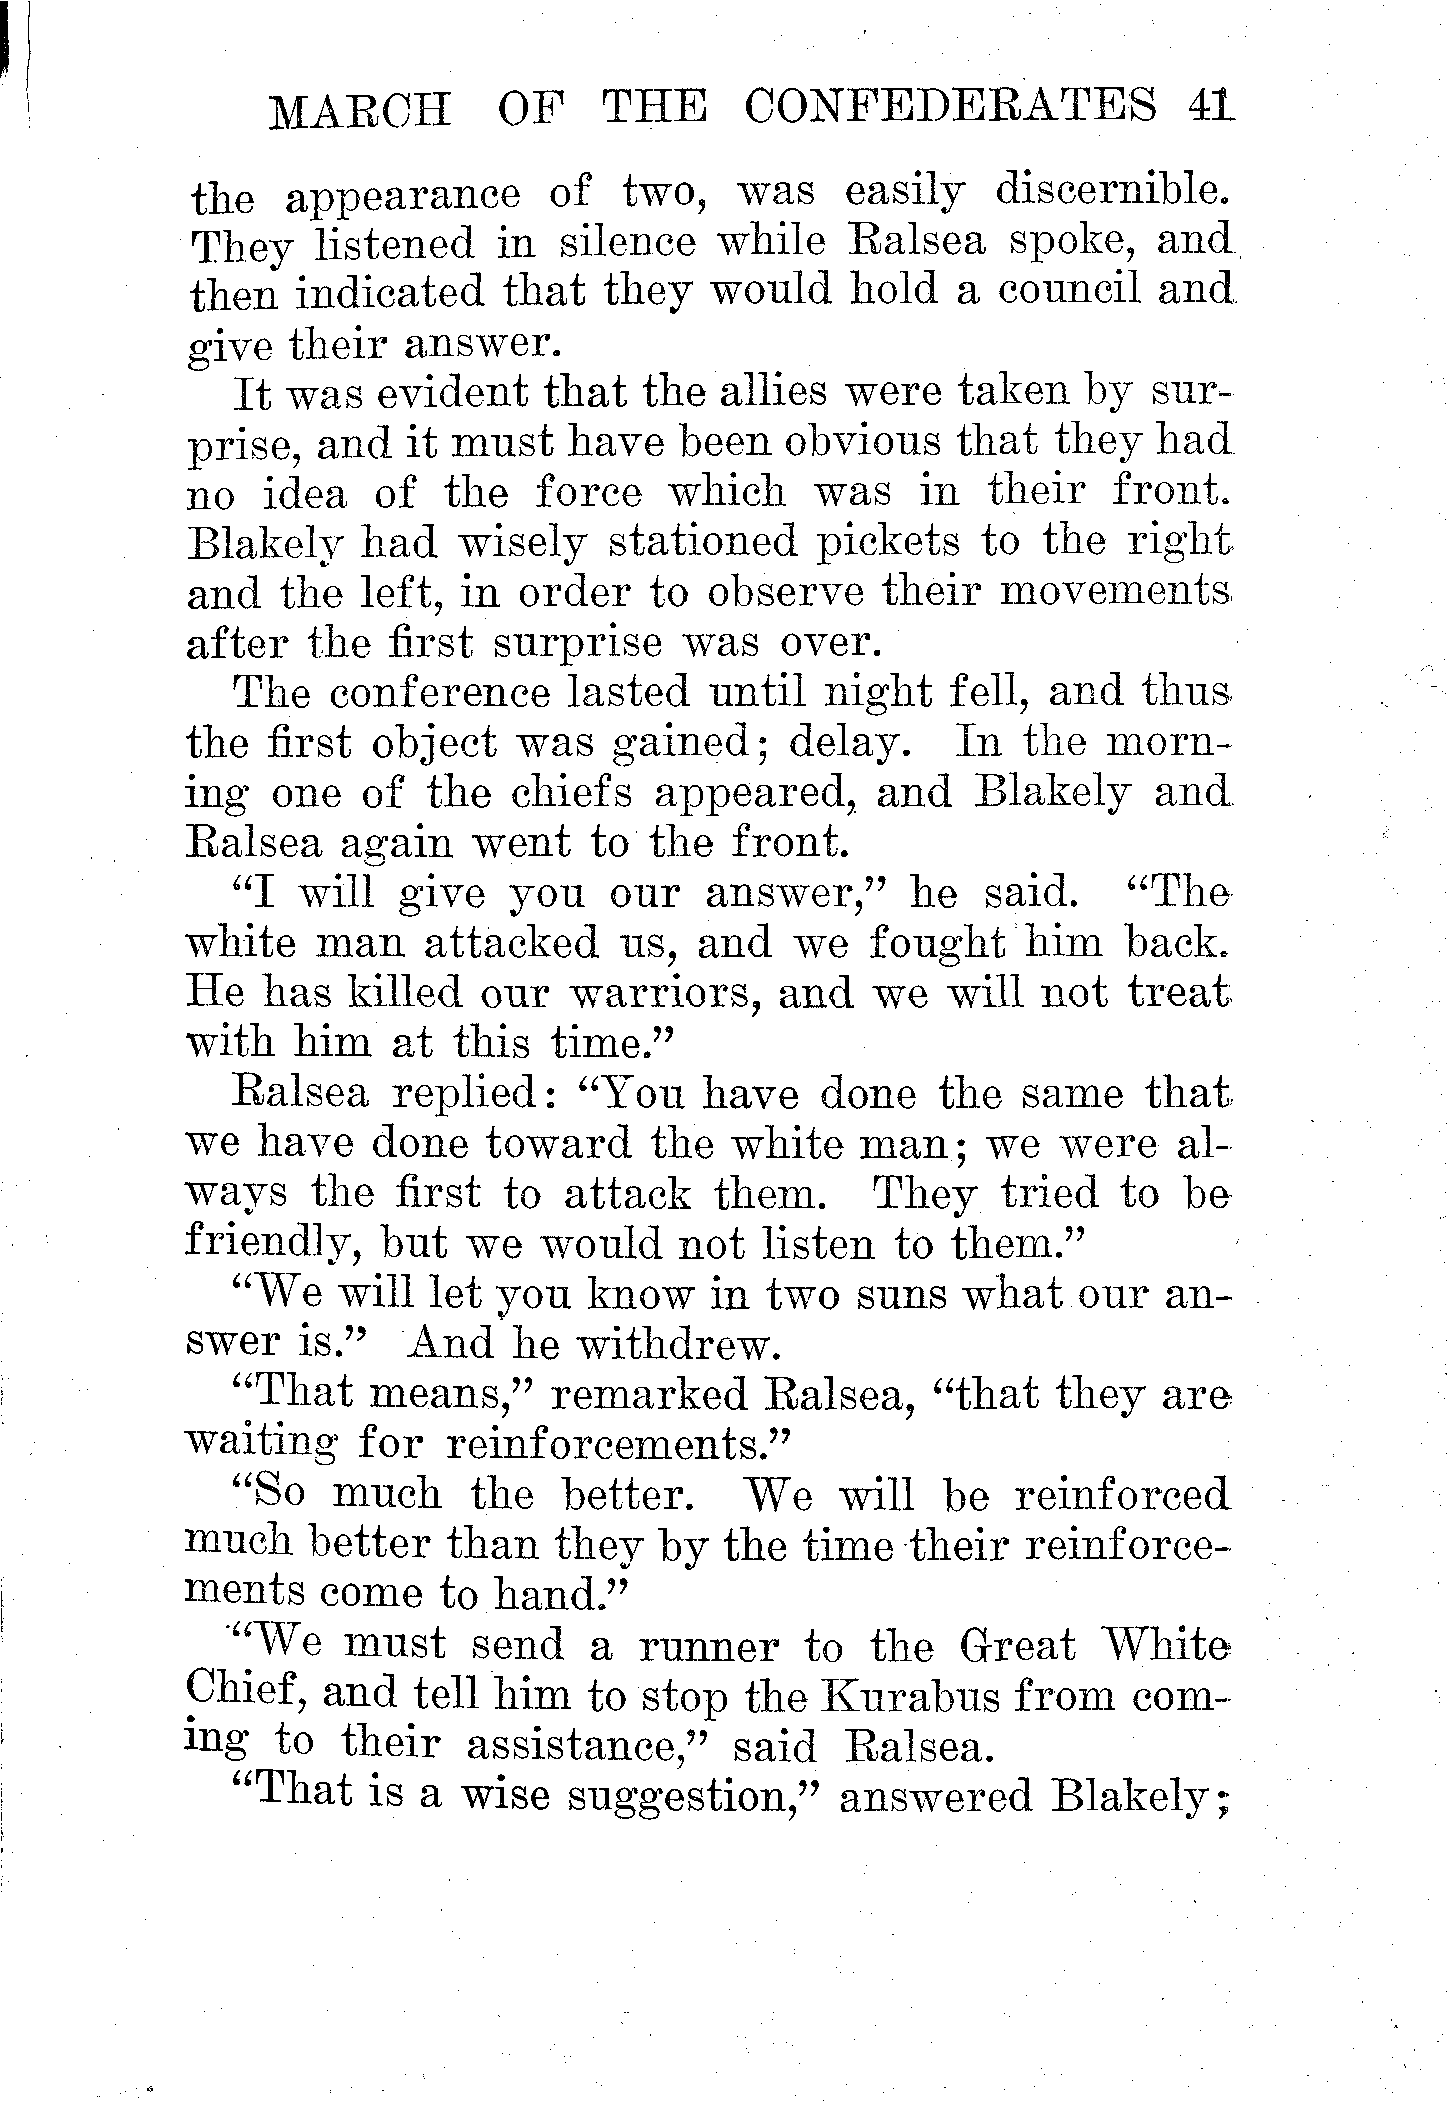 MARCH OF THE CONFEDERATES 41
the appearance of two, was easily discernible.
They listened in silence while Ralsea spoke, and
then indicated that they would hold a council and
give their answer.
It was evident that the allies were taken by sur-
prise, and it must have been obvious that they had
no idea of the force which was in their front.
Blakely had wisely stationed pickets to the right
and the left, in order to observe their movements
after the first surprise was over.
The conference lasted until night fell, and thus
the first object was gained; delay. In the morn-
ing one of the chiefs appeared, and Blakely and
Ralsea again went to the front.
“I will give you our answer,” he said. “The
white man attacked us, and we fought him back.
He has killed our warriors, and we will not treat
with him at this time.”
Ralsea replied: “You have done the same that
we have done toward the white man; we were al-
ways the first to attack them. They tried to be
friendly, but we would not listen to them.”
“We will let you know in two suns what our an-
swer is.” And he withdrew.
“That means,” remarked Ralsea, “that they are
waiting for reinforcements.”
“So much the better. We will be reinforced
much better than they by the time their reinforce-
ments come to hand.”
“We must send a runner to the Great White
Chief, and tell him to stop the Kurabus from com-
ing to their assistance,” said Ralsea.
“That is a wise suggestion,” answered Blakely;